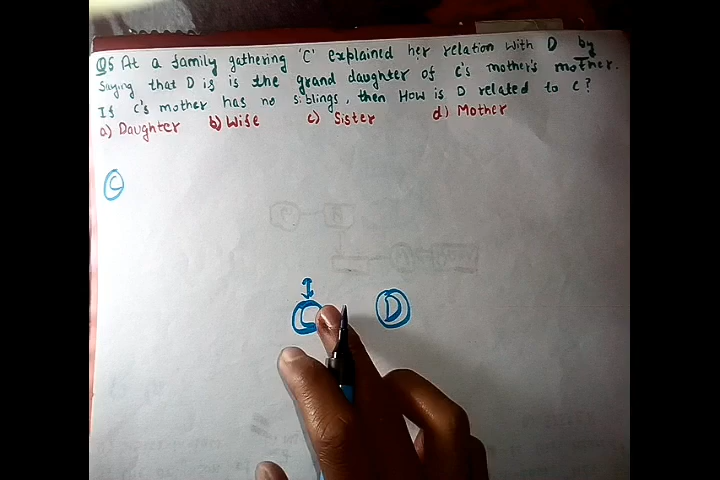 Q5 At a family gathering 'C' explained her relation with D by
Saying that D is is the grand daughter of c's mother's mother.
If c's mother has no siblings, then How is D related to C?
a) Daughter b) Wife c) Sister d) Mother
C
I
C D